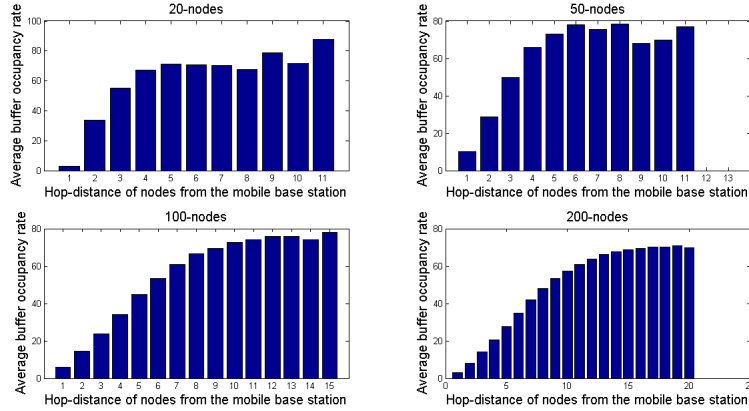 20-nodes
100
80
60
40
20
0
Average buffer occupancy rate
1 2 3 4 5 6 7 8 9 10 11
Hop-distance of nodes from the mobile base station
50-nodes
80
60
40
20
0
Average buffer occupancy rate
1 2 3 4 5 6 7 8 9 10 11 12 13
Hop-distance of nodes from the mobile base station
100-nodes
80
60
40
20
0
Average buffer occupancy rate
1 2 3 4 5 6 7 8 9 10 11 12 13 14 15
Hop-distance of nodes from the mobile base station
200-nodes
80
60
40
20
0
Average buffer occupancy rate
0 5 10 15 20
Hop-distance of nodes from the mobile base station